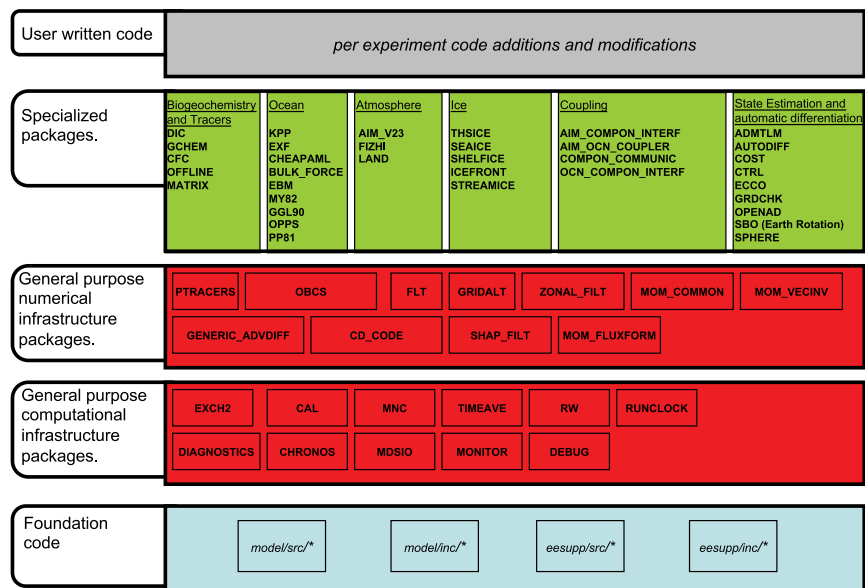 User written code
per experiment code additions and modifications
Specialized
packages.
Biogeochemistry
and Tracers
DIC
GCHEM
CFC
OFFLINE
MATRIX
Ocean
KPP
EXF
CHEAPAML
BULK_FORCE
EBM
MY82
GGL90
OPPS
PP81
Atmosphere
AIM_V23
FIZHI
LAND
Ice
THSICE
SEAICE
SHELFICE
ICEFRONT
STREAMICE
Coupling
AIM_COMPON_INTERF
AIM_OCN_COUPLER
COMPON_COMMUNIC
OCN_COMPON_INTERF
State Estimation and
automatic differentiation
ADMTLM
AUTODIFF
COST
CTRL
ECCO
GRDCHK
OPENAD
SBO (Earth Rotation)
SPHERE
General purpose
numerical
infrastructure
packages.
PTRACERS OBCS FLT GRIDALT ZONAL_FILT MOM_COMMON MOM_VECINV
GENERIC_ADVDIFF CD_CODE SHAP_FILT MOM_FLUXFORM
General purpose
computational
infrastructure
packages.
EXCH2 CAL MNC TIMEAVE RW RUNCLOCK
DIAGNOSTICS CHRONOS MDSIO MONITOR DEBUG
Foundation
code
model/src/* model/inc/* eesupp/src/* eesupp/inc/*